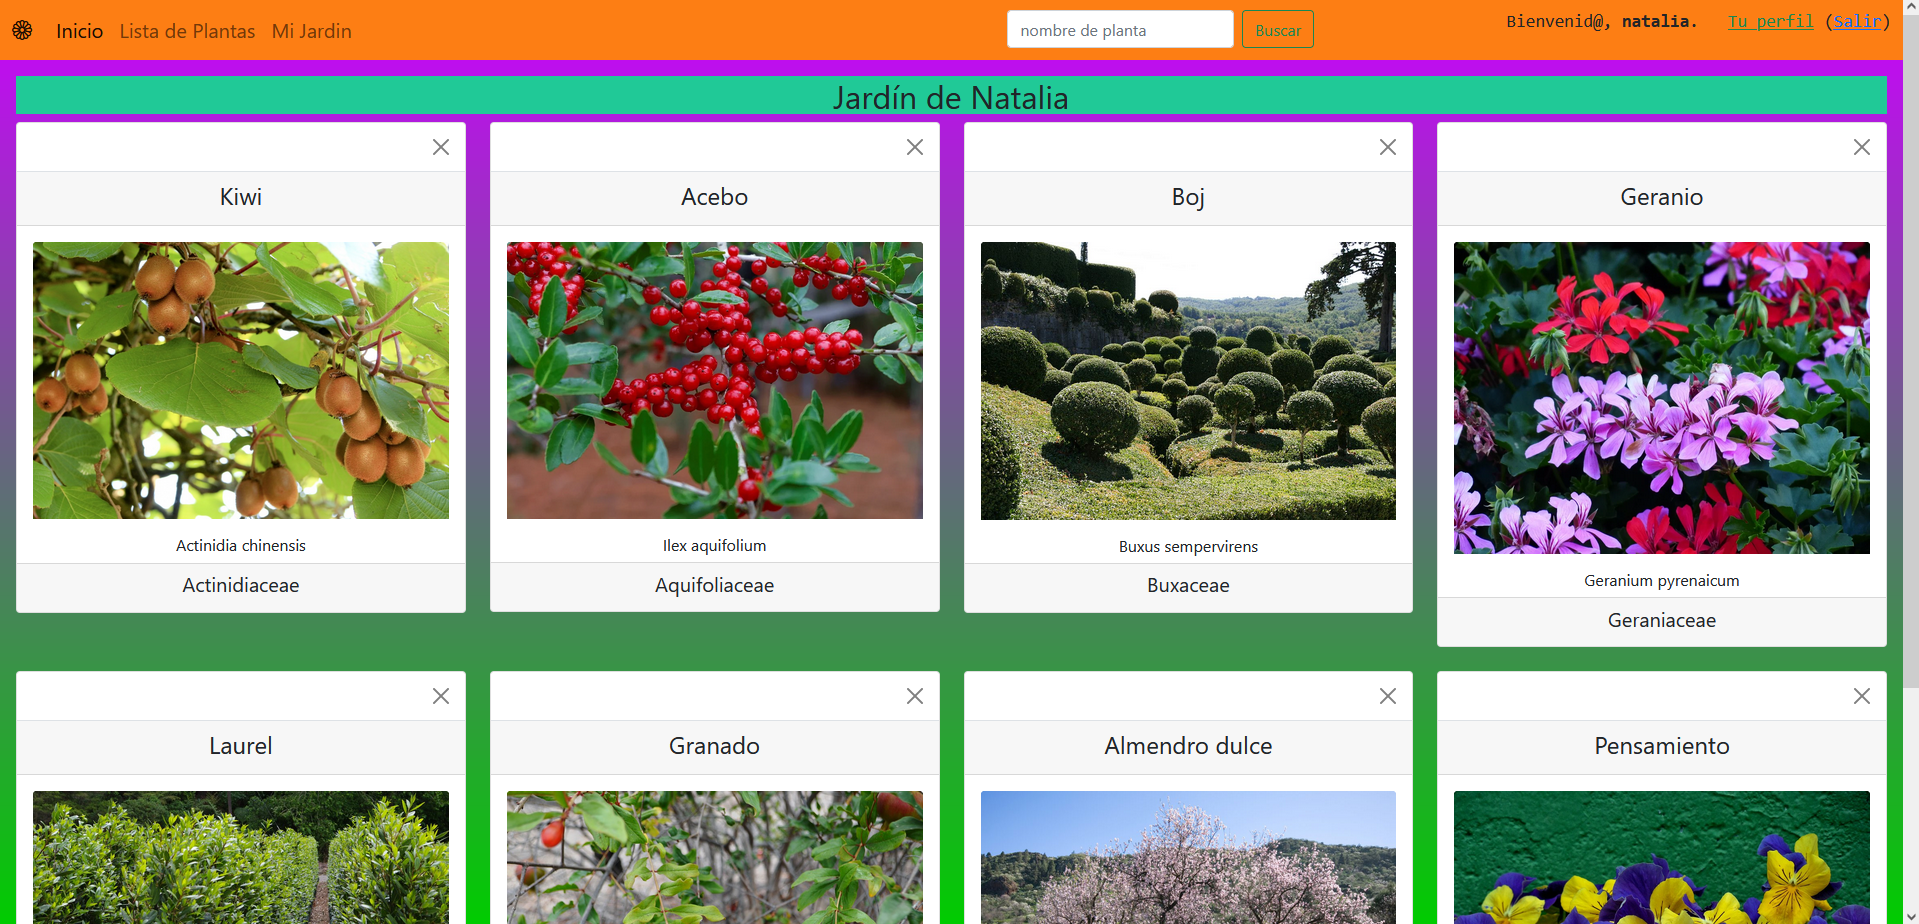 Inicio Lista de Plantas Mi Jardin nombre de planta Buscar Bienvenid@, natalia. Tu perfil (Salir)
Jardín de Natalia
Kiwi Acebo Boj Geranio
Actinidia chinensis Ilex aquifolium Buxus sempervirens Geranium pyrenaicum
Actinidiaceae Aquifoliaceae Buxaceae Geraniaceae
Laurel Granado Almendro dulce Pensamiento